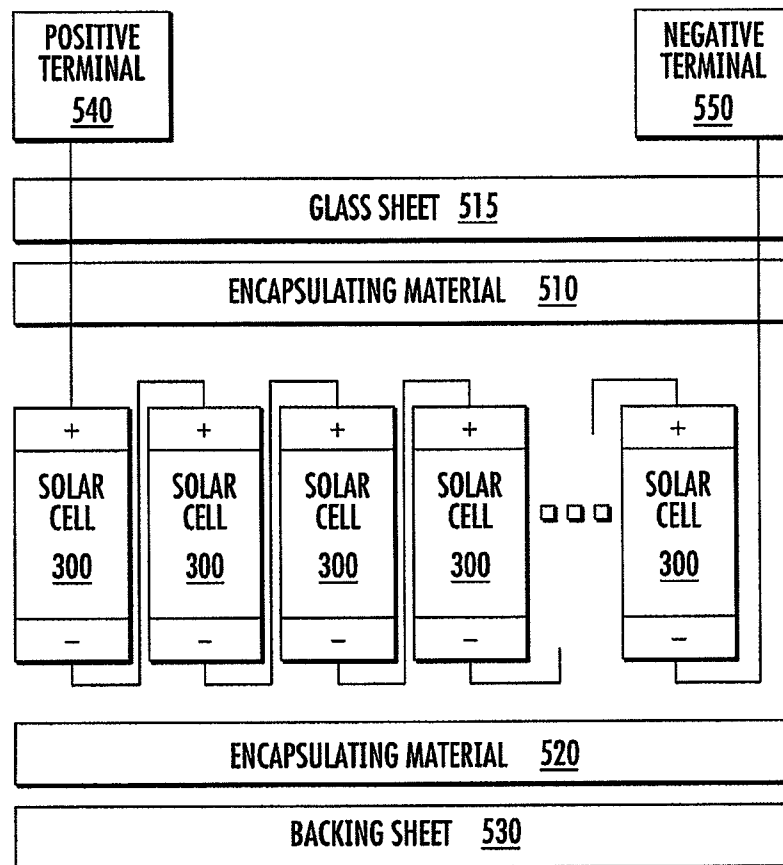 POSITIVE
TERMINAL
540
NEGATIVE
TERMINAL
550
GLASS SHEET 515
ENCAPSULATING MATERIAL 510
+ + + + +
SOLAR SOLAR SOLAR SOLAR SOLAR
CELL CELL CELL CELL CELL
300 300 300 300 300
− − − − −
ENCAPSULATING MATERIAL 520
BACKING SHEET 530